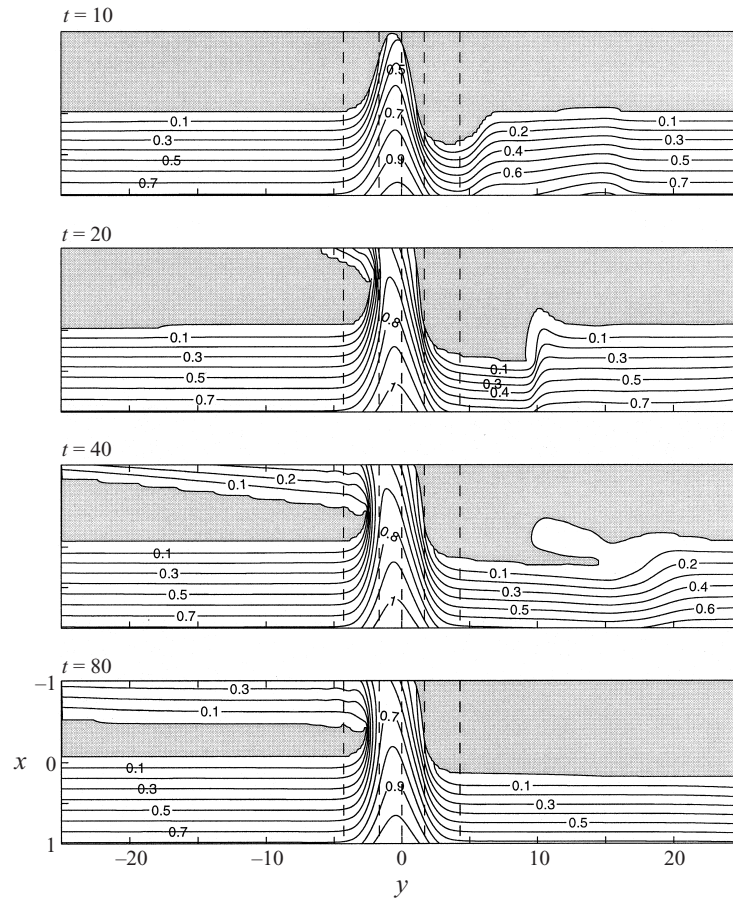 t = 10
0.5
0.1 0.7 0.2 0.1
0.3 0.4 0.3
0.5 0.9 0.6 0.5
0.7 0.7
t = 20
0.1 0.8 0.1
0.3 0.1 0.3
0.5 0.3 0.5
0.7 1 0.4 0.7
t = 40
0.1 0.2
0.1 0.8 0.1 0.2
0.3 0.3 0.4
0.5 0.5 0.6
0.7 1
t = 80
–1 0.3
0.1 0.7
x 0 0.1 0.1
0.3 0.9 0.3
0.5 0.5
0.7
1
–20 –10 0 10 20
y